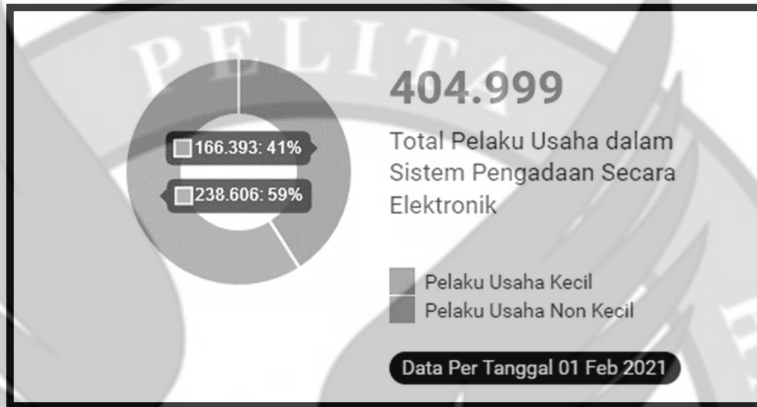 PELITA
404.999
Total Pelaku Usaha dalam
Sistem Pengadaan Secara
Elektronik
166.393: 41%
238.606: 59%
Pelaku Usaha Kecil
Pelaku Usaha Non Kecil
Data Per Tanggal 01 Feb 2021